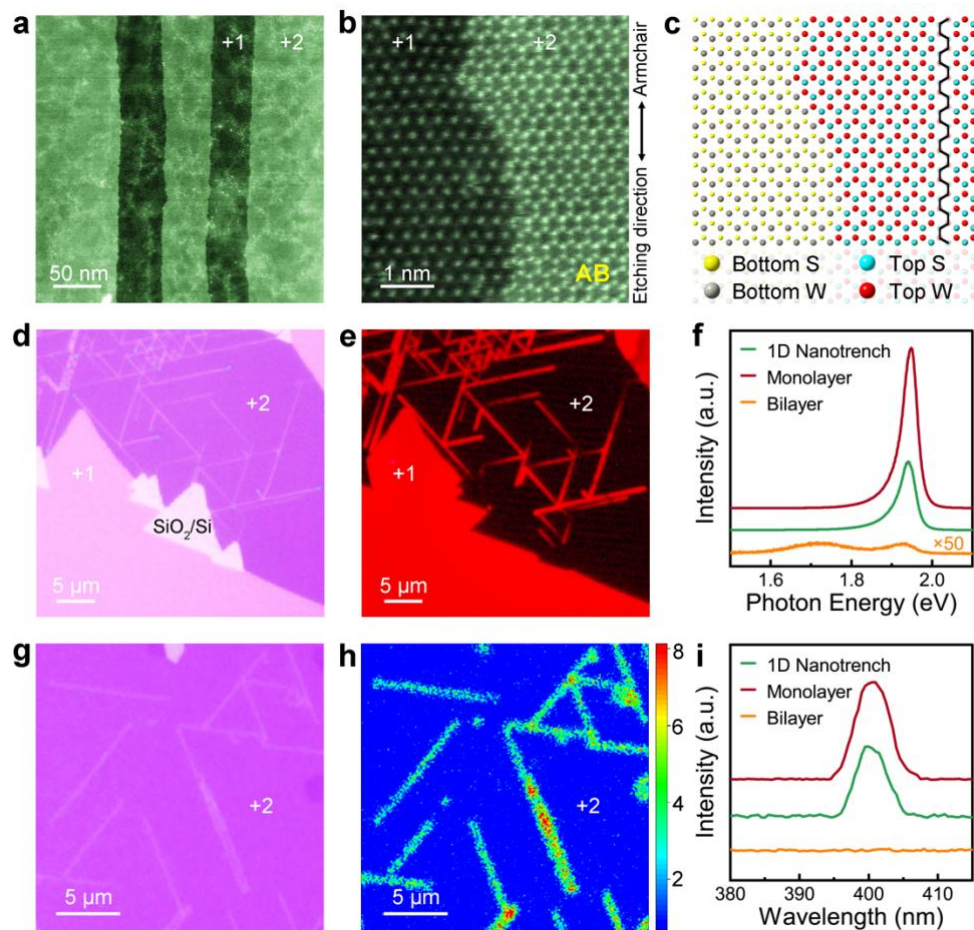 a
+1
+2
50 nm
b
+1
+2
Etching direction
Armchair
1 nm
AB
c
Bottom S
Top S
Bottom W
Top W
d
+2
+1
SiO₂/Si
5 µm
e
+2
+1
5 µm
f
1D Nanotrench
Monolayer
Bilayer
×50
Intensity (a.u.)
1.6
1.8
2.0
Photon Energy (eV)
g
+2
5 µm
h
+2
5 µm
8
6
4
2
i
1D Nanotrench
Monolayer
Bilayer
Intensity (a.u.)
380
390
400
410
Wavelength (nm)